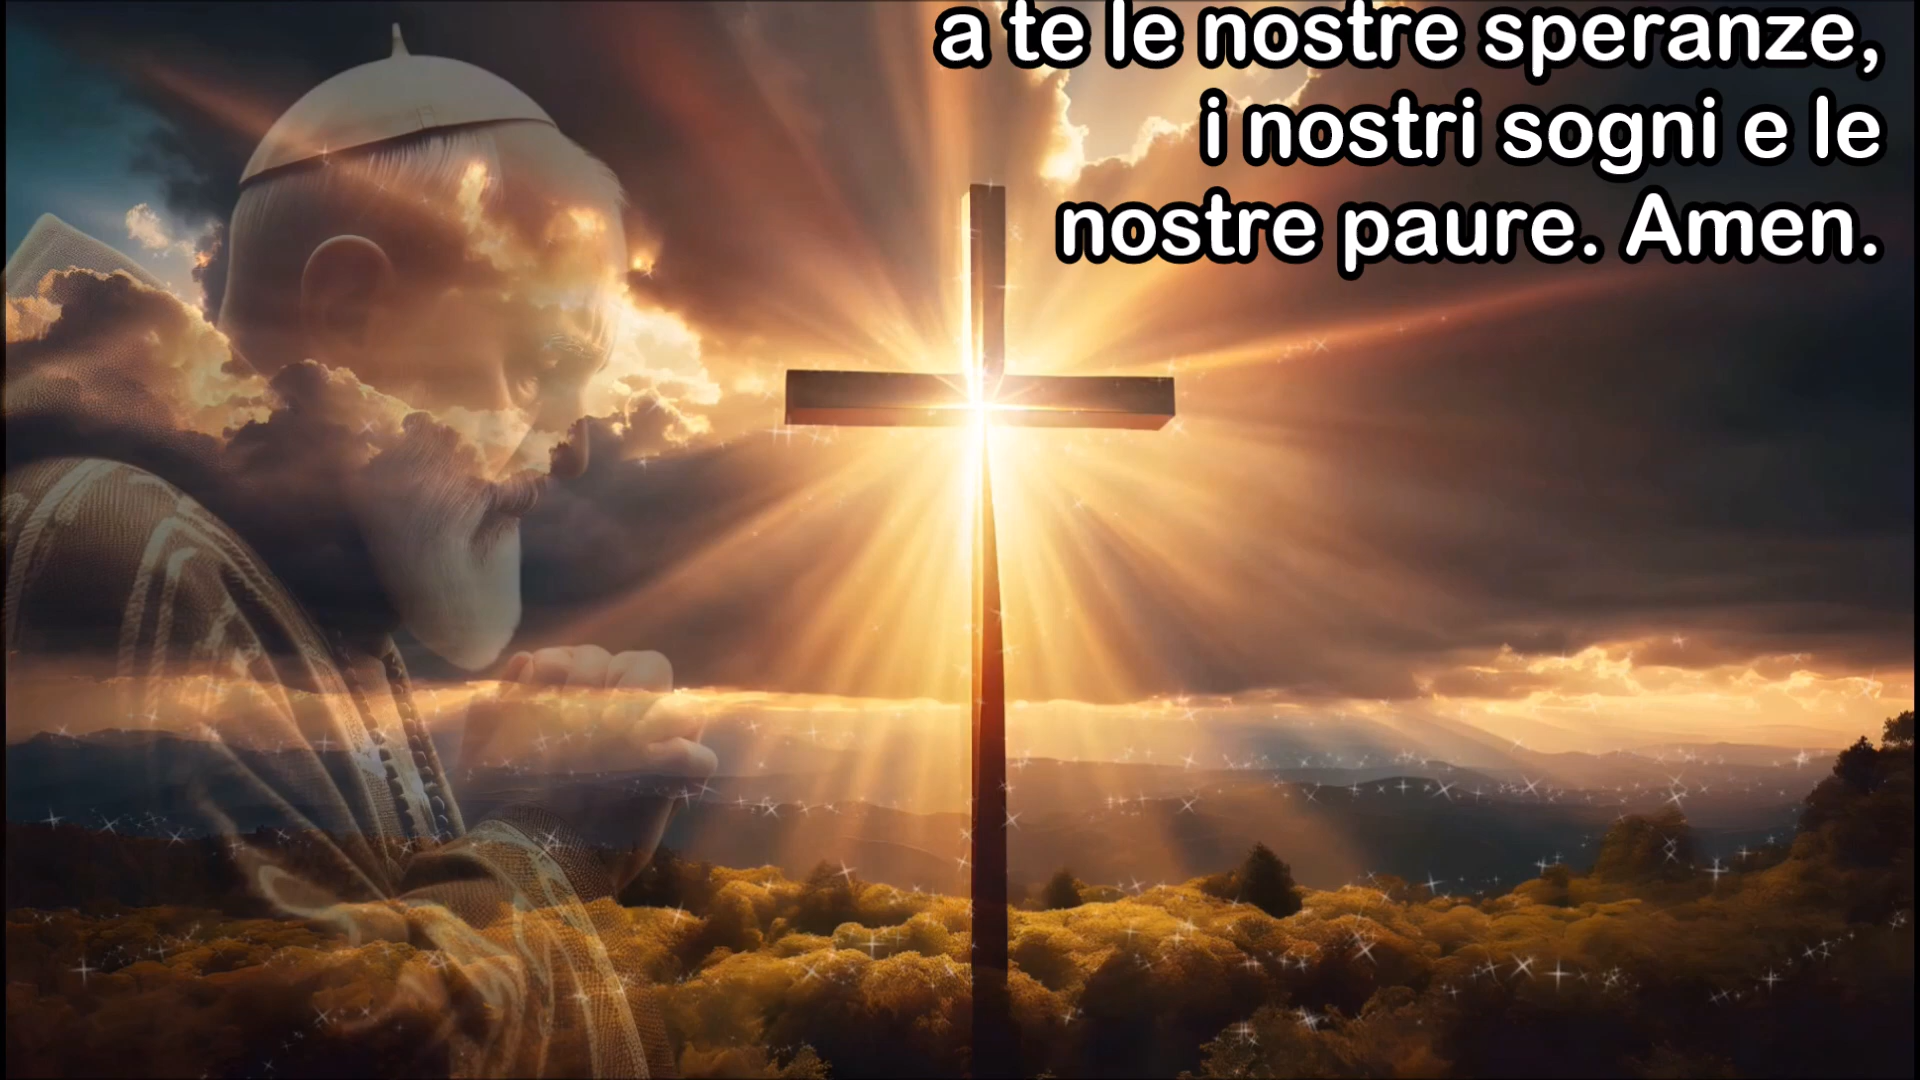 a te le nostre speranze,
i nostri sogni e le
nostre paure. Amen.